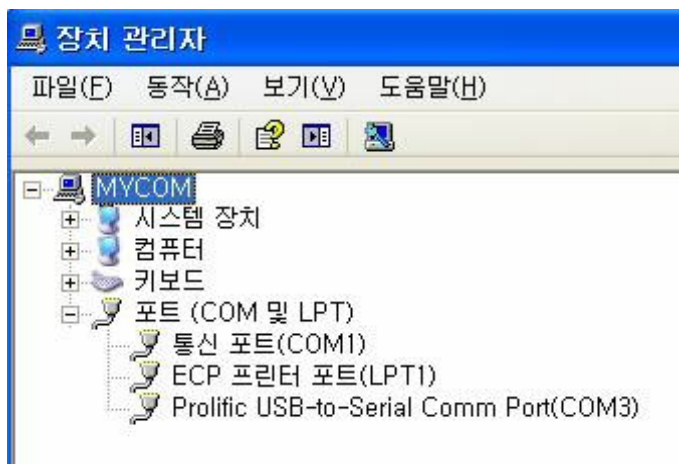 장치 관리자
파일(F) 동작(A) 보기(V) 도움말(H)
MYCOM
시스템 장치
컴퓨터
키보드
포트 (COM 및 LPT)
통신 포트(COM1)
ECP 프린터 포트(LPT1)
Prolific USB-to-Serial Comm Port(COM3)